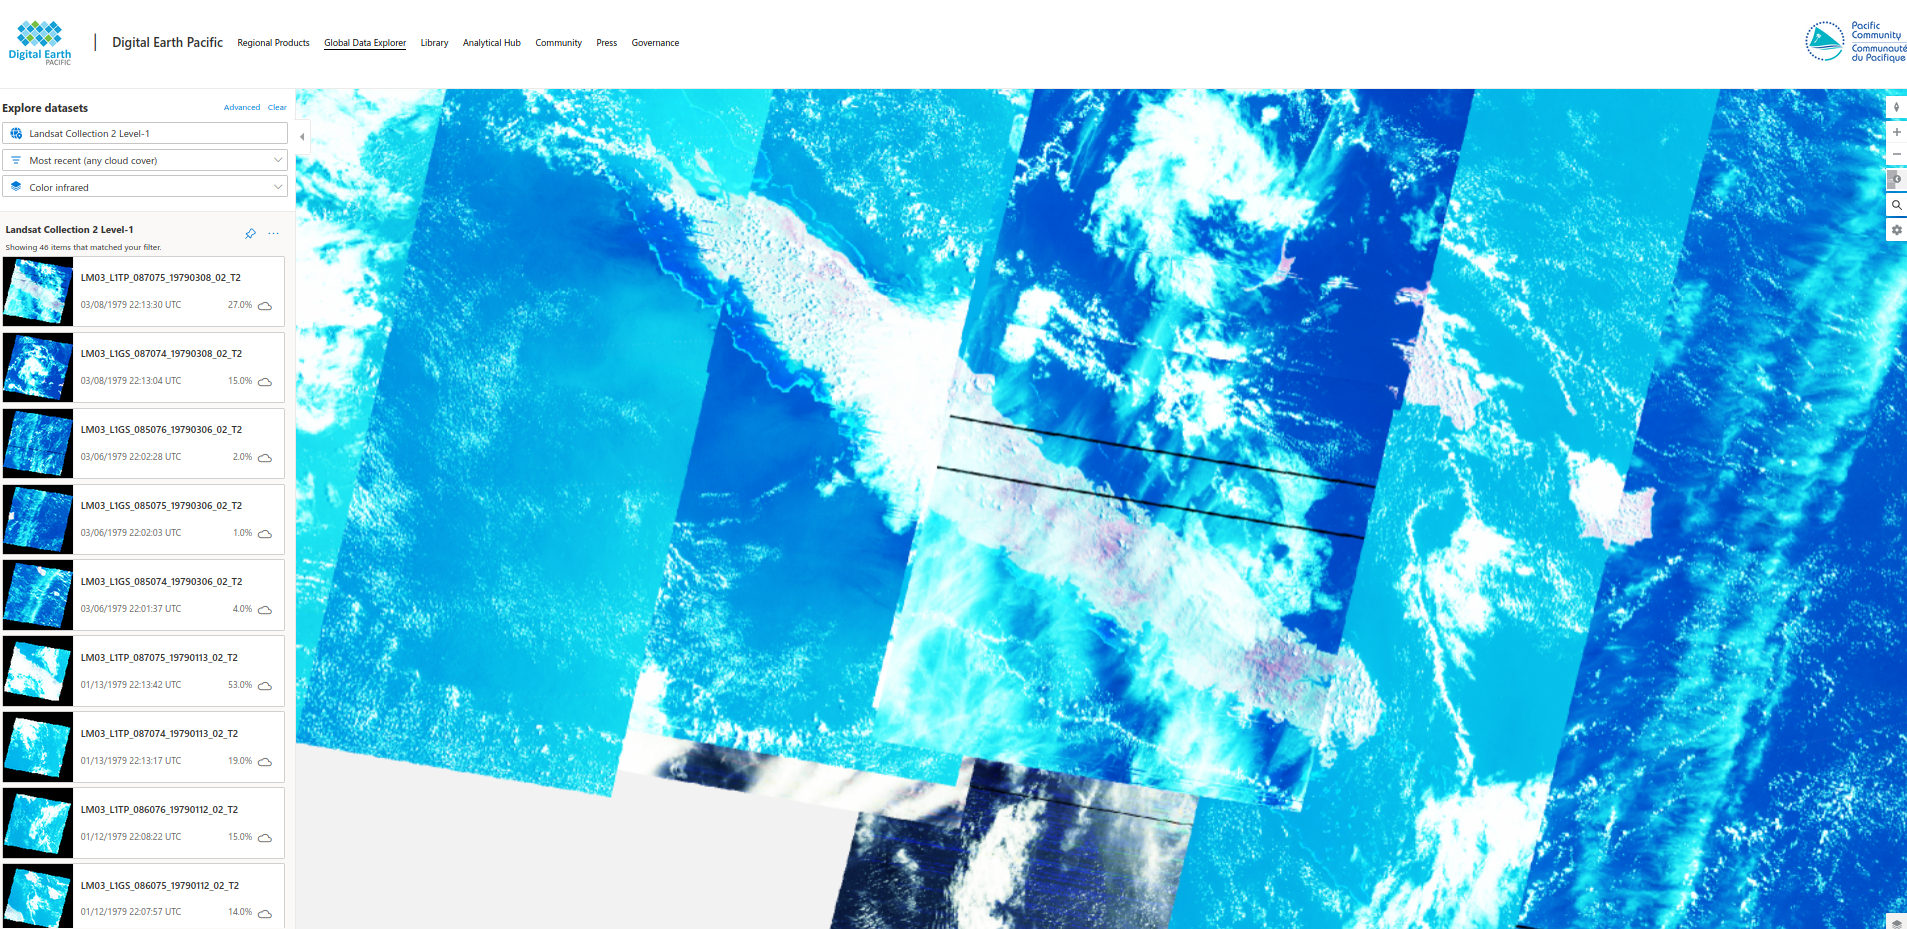 Digital Earth
PACIFIC
Digital Earth Pacific
Regional Products
Global Data Explorer
Library
Analytical Hub
Community
Press
Governance
Pacific
Community
Communauté
du Pacifique
Explore datasets
Advanced
Clear
Landsat Collection 2 Level-1
Most recent (any cloud cover)
Color infrared
Landsat Collection 2 Level-1
Showing 46 items that matched your filter.
LM03_L1TP_087075_19790308_02_T2
03/08/1979 22:13:30 UTC 27.0%
LM03_L1GS_087074_19790308_02_T2
03/08/1979 22:13:04 UTC 15.0%
LM03_L1GS_085076_19790306_02_T2
03/06/1979 22:02:28 UTC 2.0%
LM03_L1GS_085075_19790306_02_T2
03/06/1979 22:02:03 UTC 1.0%
LM03_L1GS_085074_19790306_02_T2
03/06/1979 22:01:37 UTC 4.0%
LM03_L1TP_087075_19790113_02_T2
01/13/1979 22:13:42 UTC 53.0%
LM03_L1TP_087074_19790113_02_T2
01/13/1979 22:13:17 UTC 19.0%
LM03_L1TP_086076_19790112_02_T2
01/12/1979 22:08:22 UTC 15.0%
LM03_L1GS_086075_19790112_02_T2
01/12/1979 22:07:57 UTC 14.0%